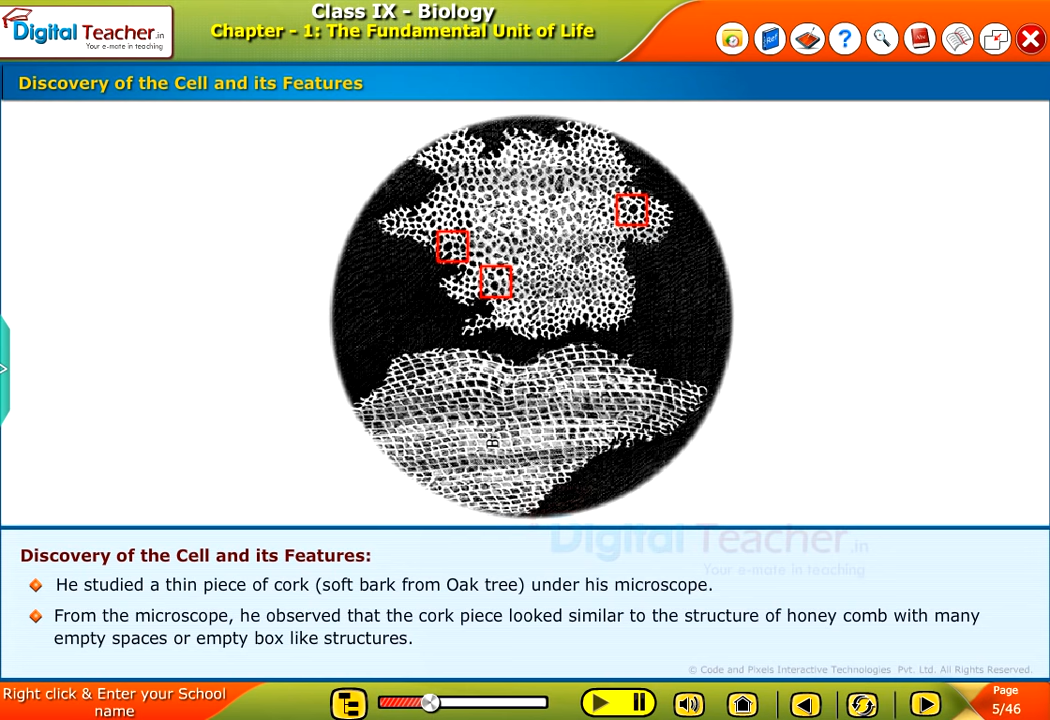 Class IX - Biology
Chapter - 1: The Fundamental Unit of Life
Digital Teacher.in
Your e-mate in teaching
Ref
?
Discovery of the Cell and its Features
Digital Teacher.in
Your e-mate in teaching
Discovery of the Cell and its Features:
He studied a thin piece of cork (soft bark from Oak tree) under his microscope.
From the microscope, he observed that the cork piece looked similar to the structure of honey comb with many
empty spaces or empty box like structures.
© Code and Pixels Interactive Technologies Pvt. Ltd. All Rights Reserved.
Right click & Enter your School
name
Page
5/46